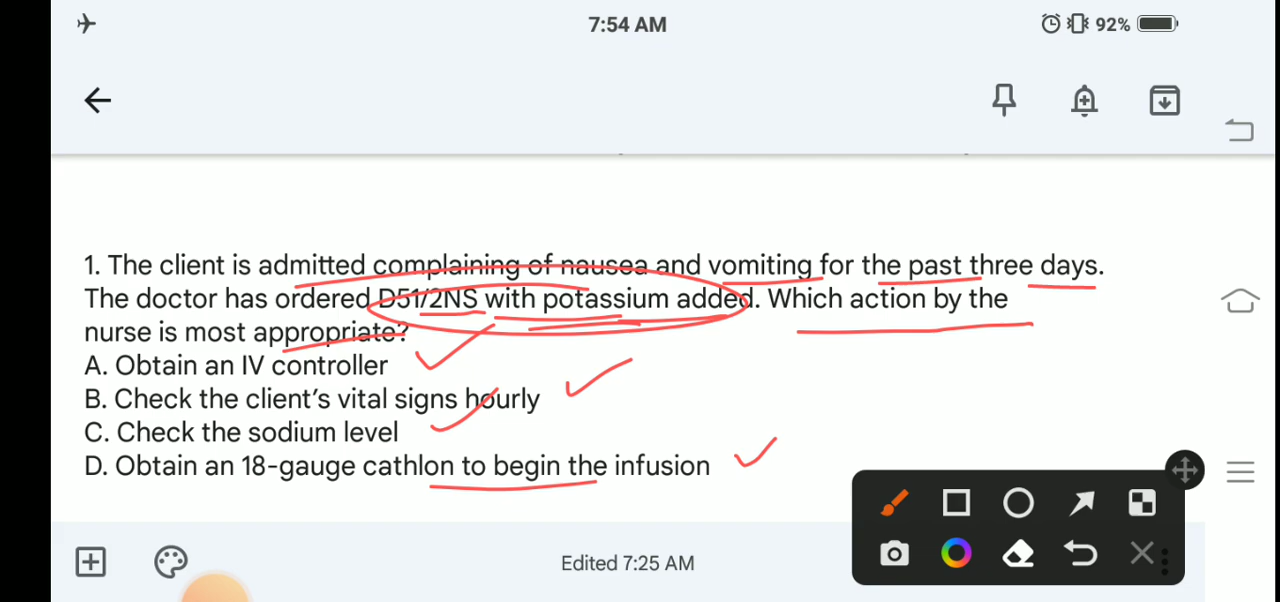 7:54 AM
92%
1. The client is admitted complaining of nausea and vomiting for the past three days.
The doctor has ordered D51/2NS with potassium added. Which action by the
nurse is most appropriate?
A. Obtain an IV controller
B. Check the client's vital signs hourly
C. Check the sodium level
D. Obtain an 18-gauge cathlon to begin the infusion
Edited 7:25 AM